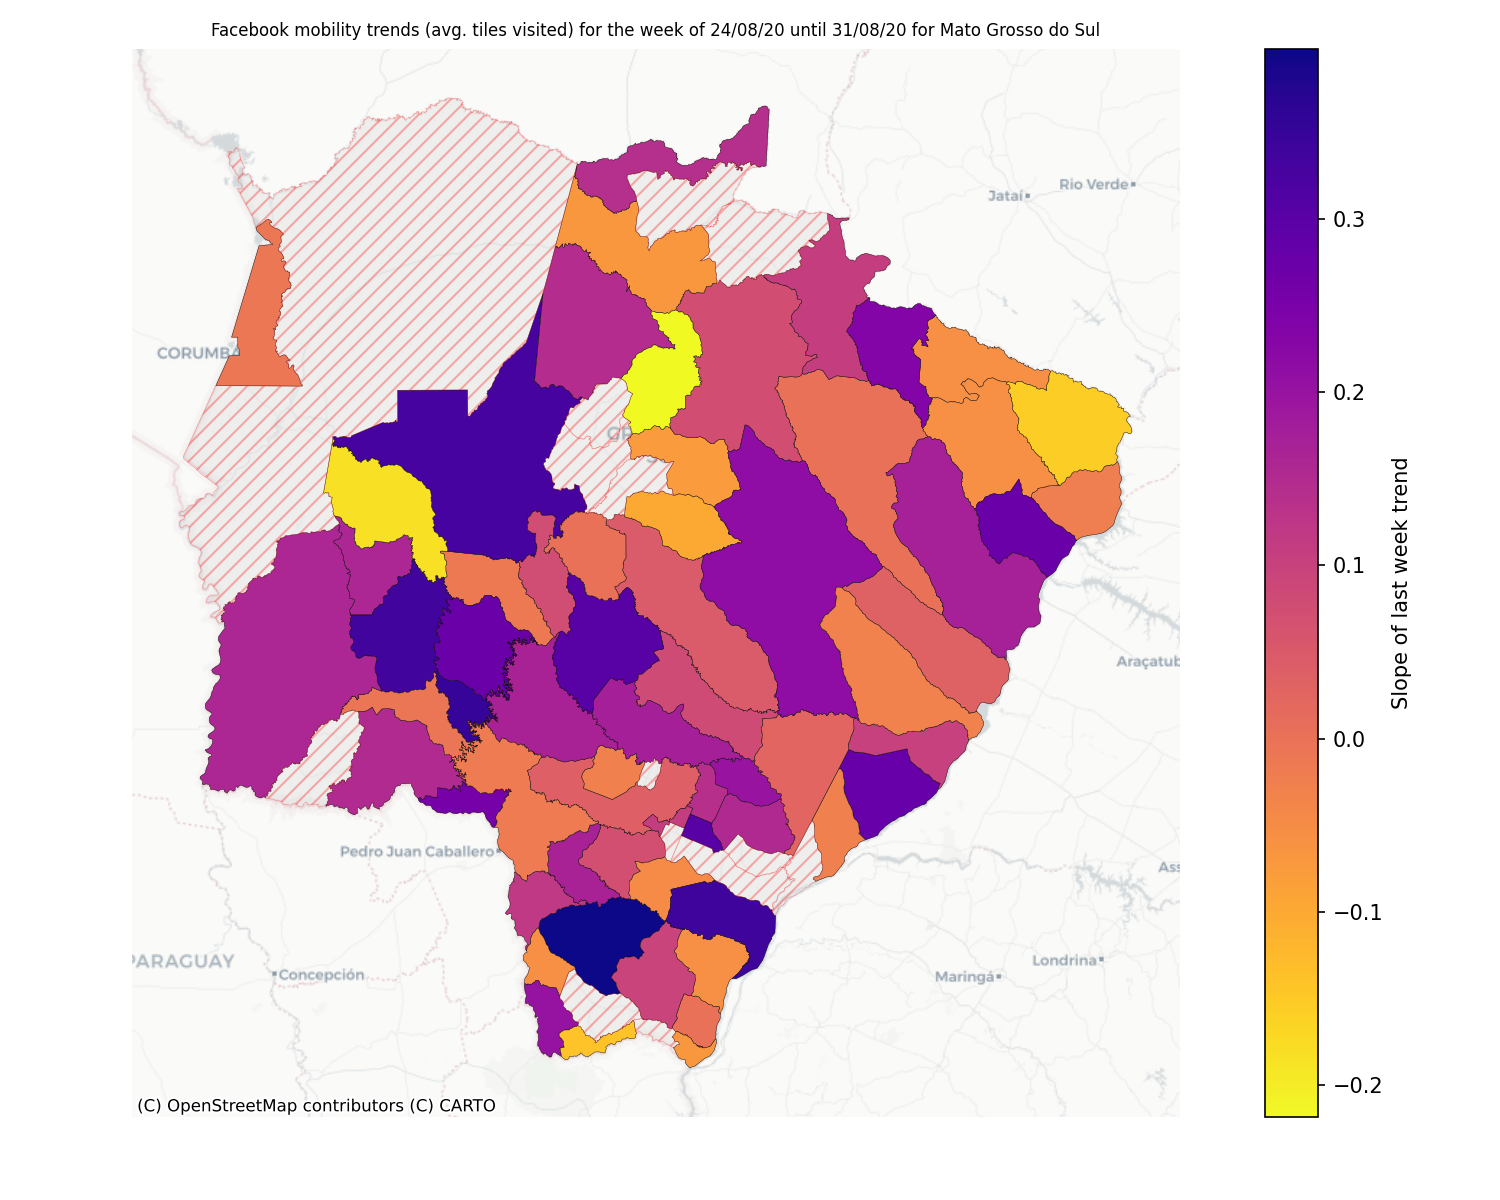 Facebook mobility trends (avg. tiles visited) for the week of 24/08/20 until 31/08/20 for Mato Grosso do Sul
Jataí
Rio Verde
0.3
CORUMBÁ
0.2
0.1
Slope of last week trend
Araçatub
0.0
Pedro Juan Caballero
Ass
−0.1
PARAGUAY
Concepción
Maringá
Londrina
−0.2
(C) OpenStreetMap contributors (C) CARTO